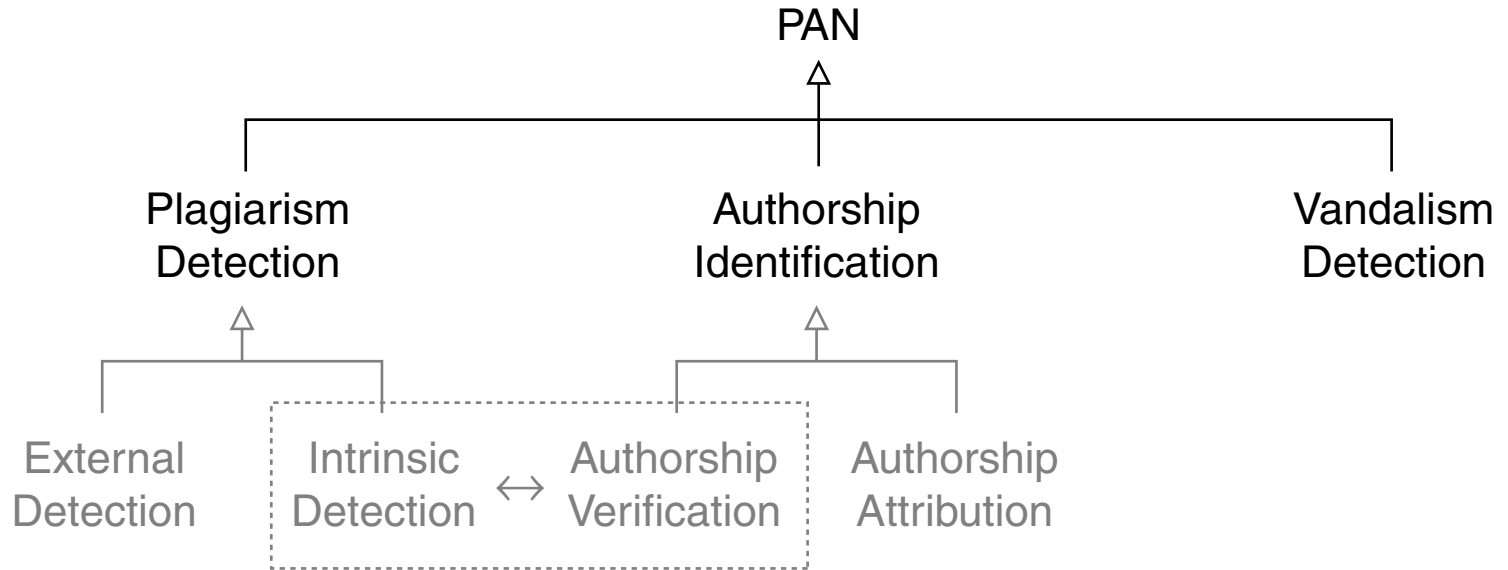 PAN
Plagiarism
Detection
Authorship
Identification
Vandalism
Detection
External
Detection
Intrinsic
Detection
Authorship
Verification
Authorship
Attribution